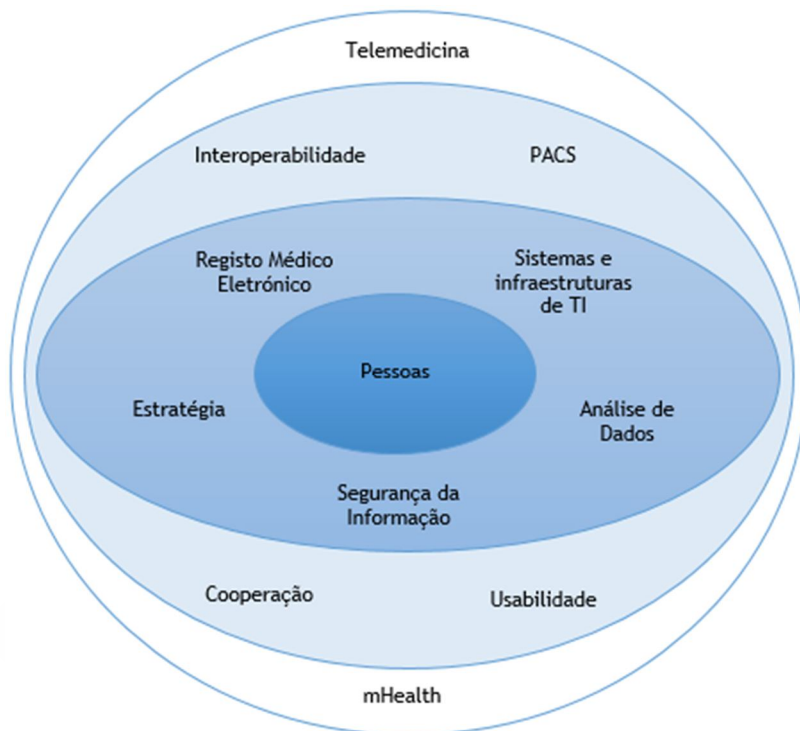 Telemedicina
Interoperabilidade
PACS
Registo Médico
Eletrónico
Sistemas e
infraestruturas
de TI
Pessoas
Estratégia
Análise de
Dados
Segurança da
Informação
Cooperação
Usabilidade
mHealth